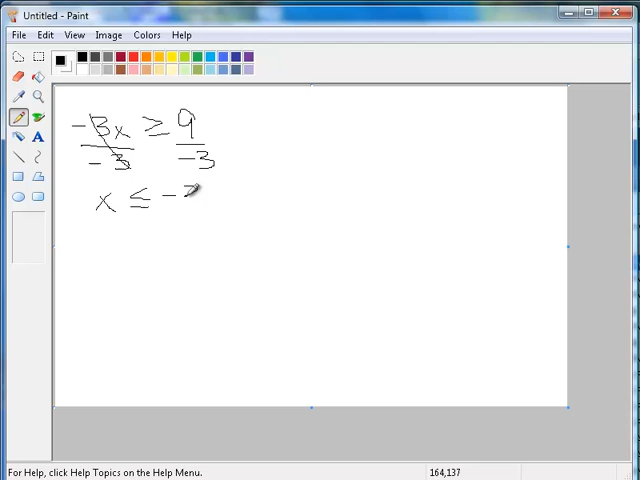 Untitled - Paint
File Edit View Image Colors Help
-3x ≥ 9
-3 -3
x ≤ -
For Help, click Help Topics on the Help Menu.
164,137